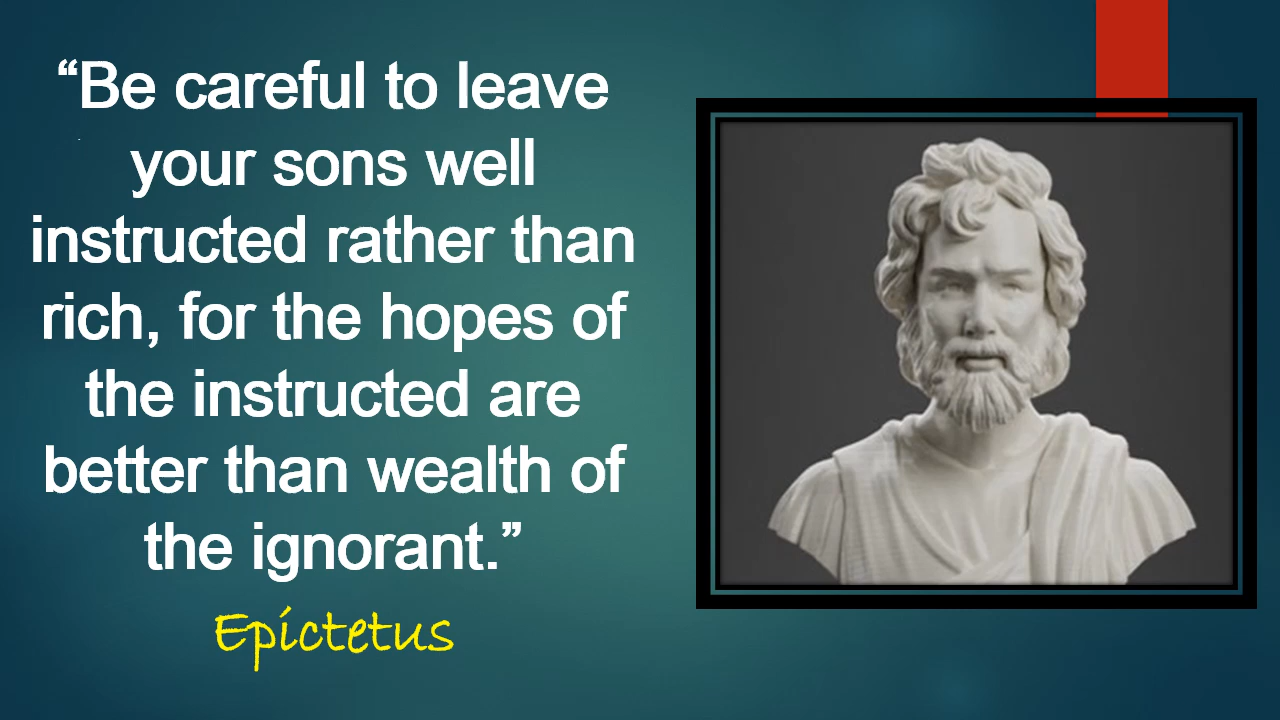 “Be careful to leave
your sons well
instructed rather than
rich, for the hopes of
the instructed are
better than wealth of
the ignorant.”
Epictetus